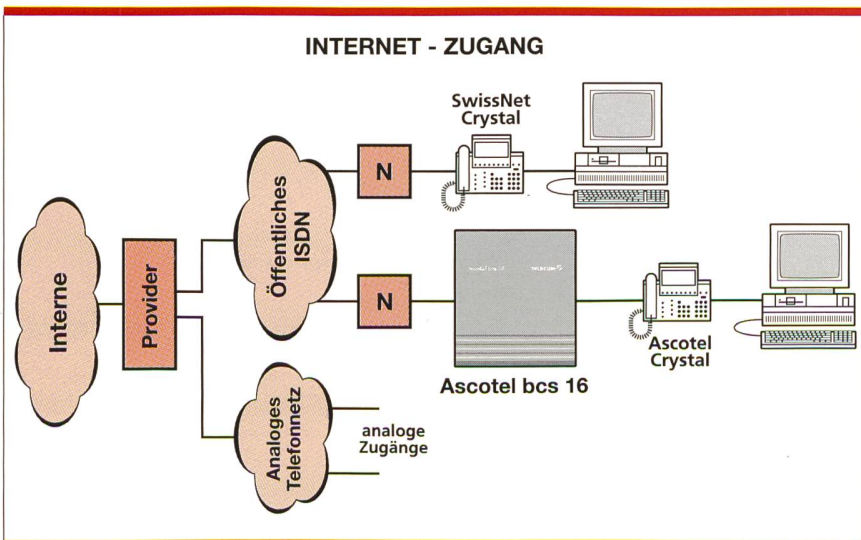 INTERNET - ZUGANG
SwissNet
Crystal
N
Öffentliches
ISDN
Interne
Provider
N
Ascotel bcs 16
Ascotel
Crystal
Analoges
Telefonnetz
analoge
Zugänge